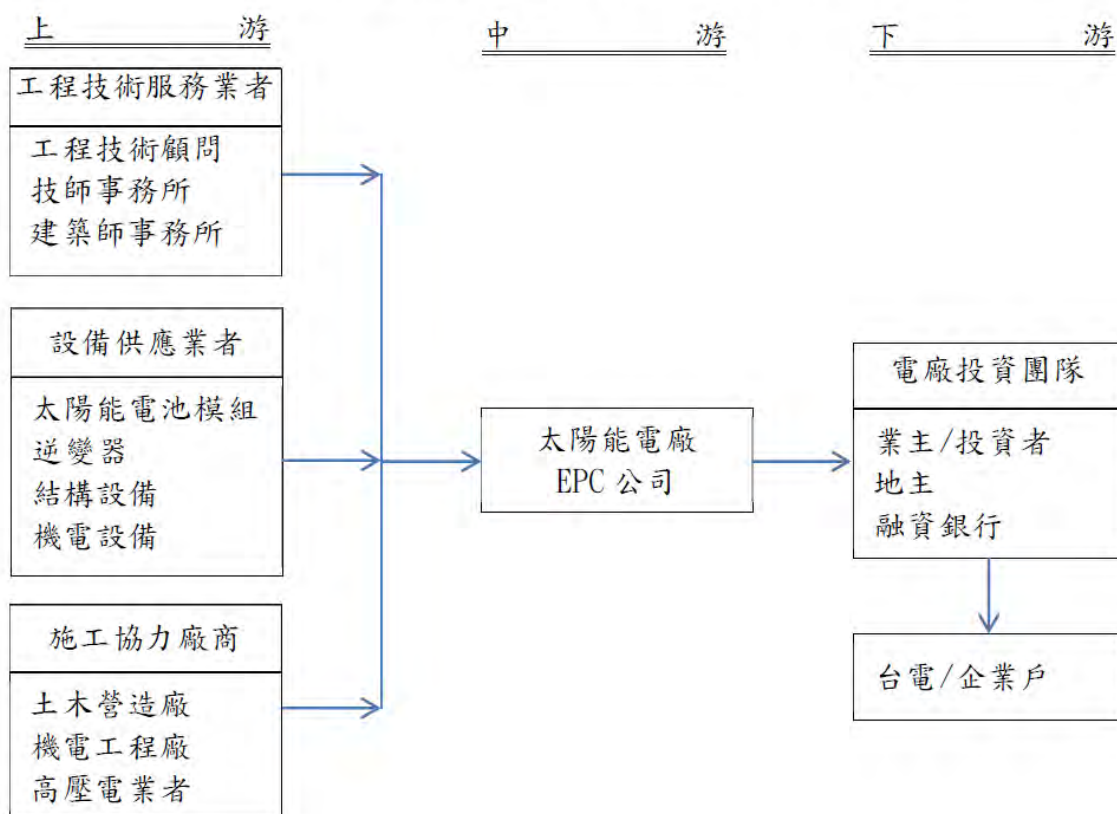 上游
中游
下游
工程技術服務業者
工程技術顧問
技師事務所
建築師事務所
設備供應業者
太陽能電池模組
逆變器
結構設備
機電設備
施工協力廠商
土木營造廠
機電工程廠
高壓電業者
太陽能電廠
EPC 公司
電廠投資團隊
業主/投資者
地主
融資銀行
台電/企業戶